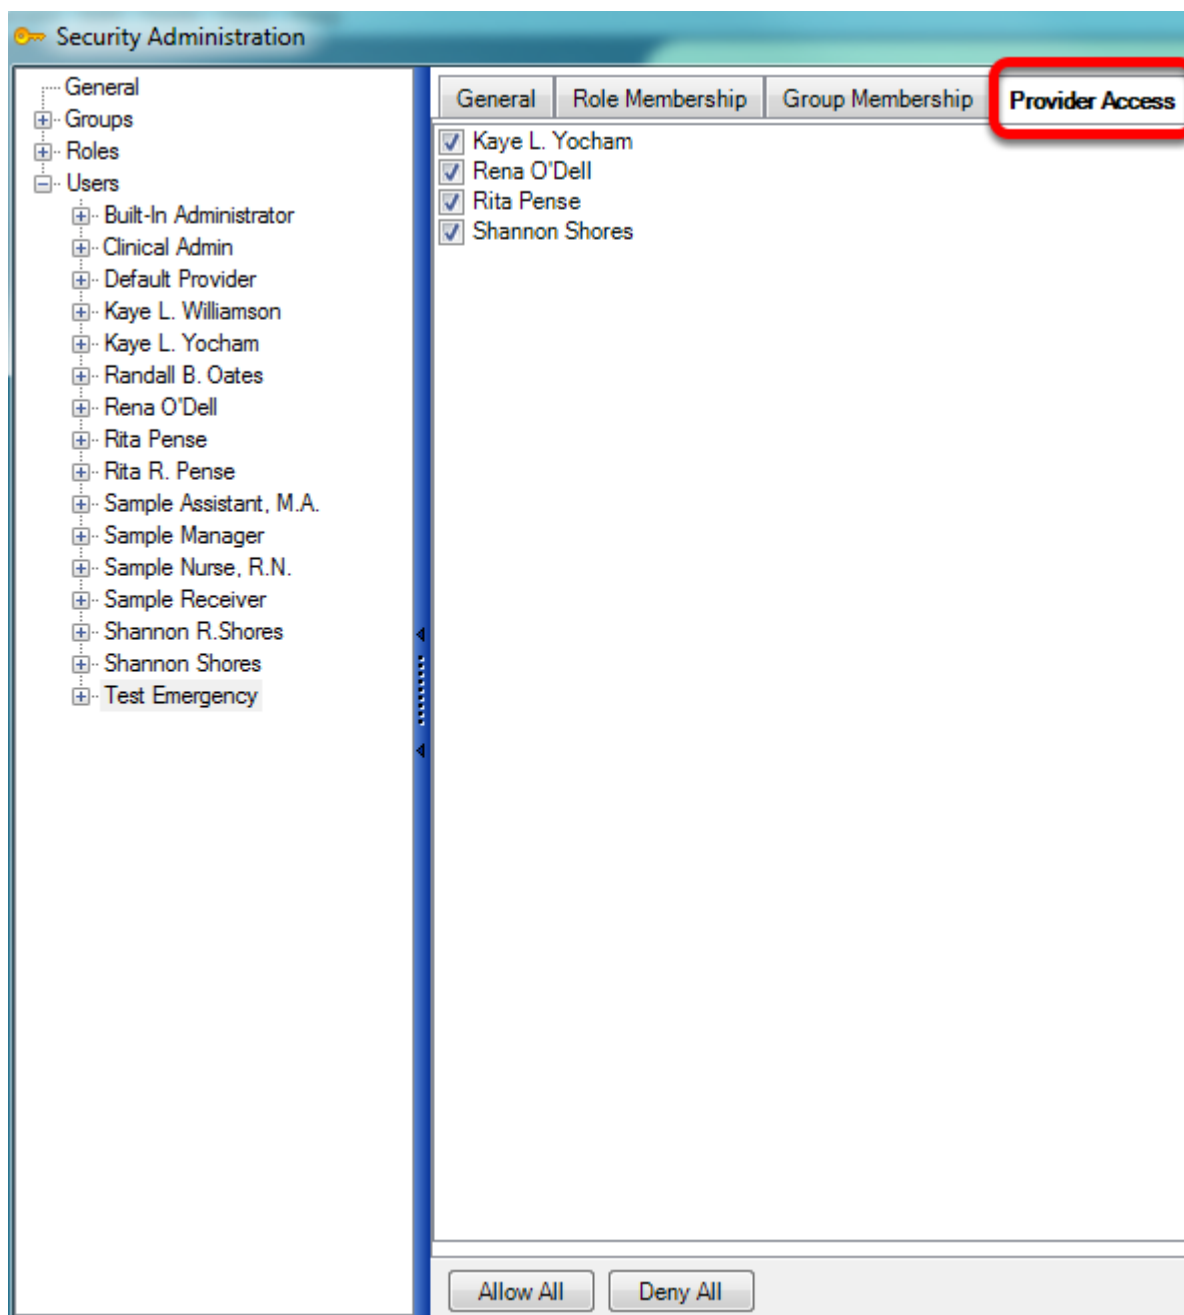 Security Administration
General
Groups
Roles
Users
Built-In Administrator
Clinical Admin
Default Provider
Kaye L. Williamson
Kaye L. Yocham
Randall B. Oates
Rena O'Dell
Rita Pense
Rita R. Pense
Sample Assistant, M.A.
Sample Manager
Sample Nurse, R.N.
Sample Receiver
Shannon R.Shores
Shannon Shores
Test Emergency
General Role Membership Group Membership Provider Access
Kaye L. Yocham
Rena O'Dell
Rita Pense
Shannon Shores
Allow All Deny All